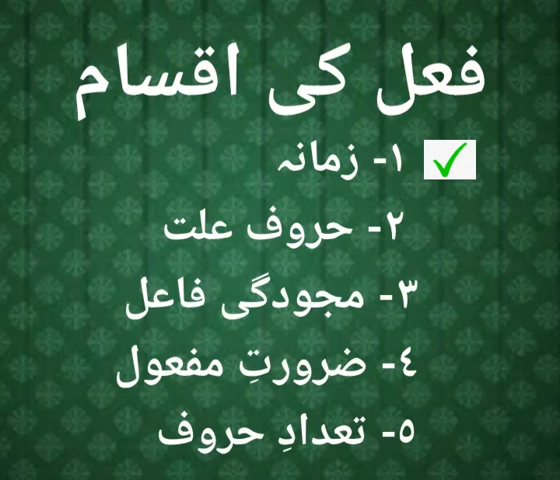 فعل کی اقسام
١- زمانہ
٢- حروف علت
٣- مجودگی فاعل
٤- ضرورتِ مفعول
٥- تعدادِ حروف